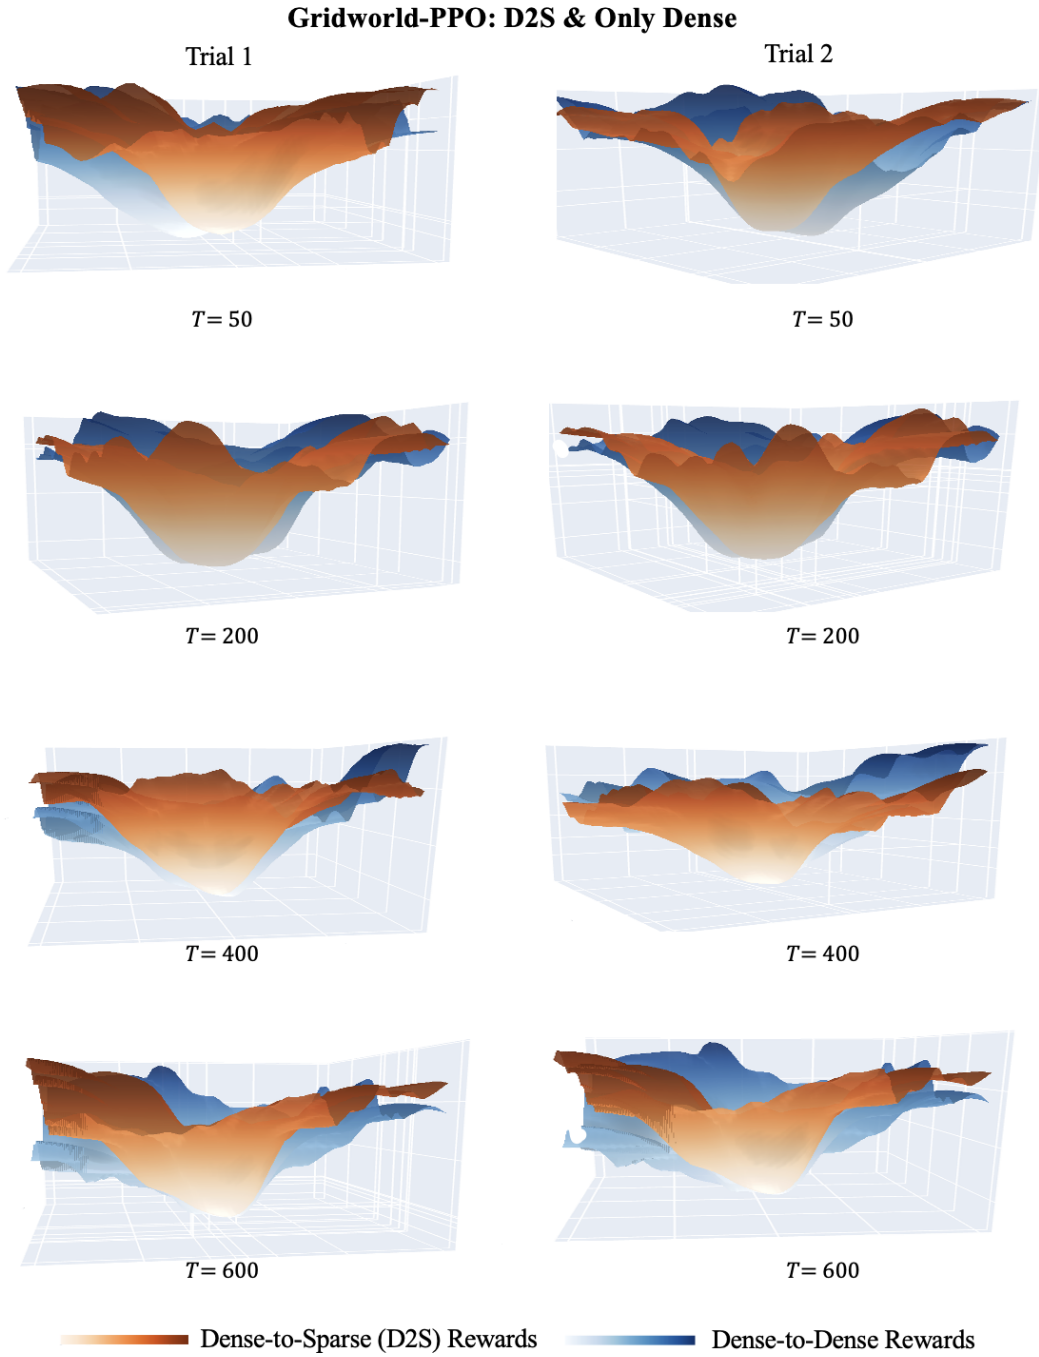 Gridworld-PPO: D2S & Only Dense
Trial 1
Trial 2
T = 50
T = 50
T = 200
T = 200
T = 400
T = 400
T = 600
T = 600
Dense-to-Sparse (D2S) Rewards
Dense-to-Dense Rewards